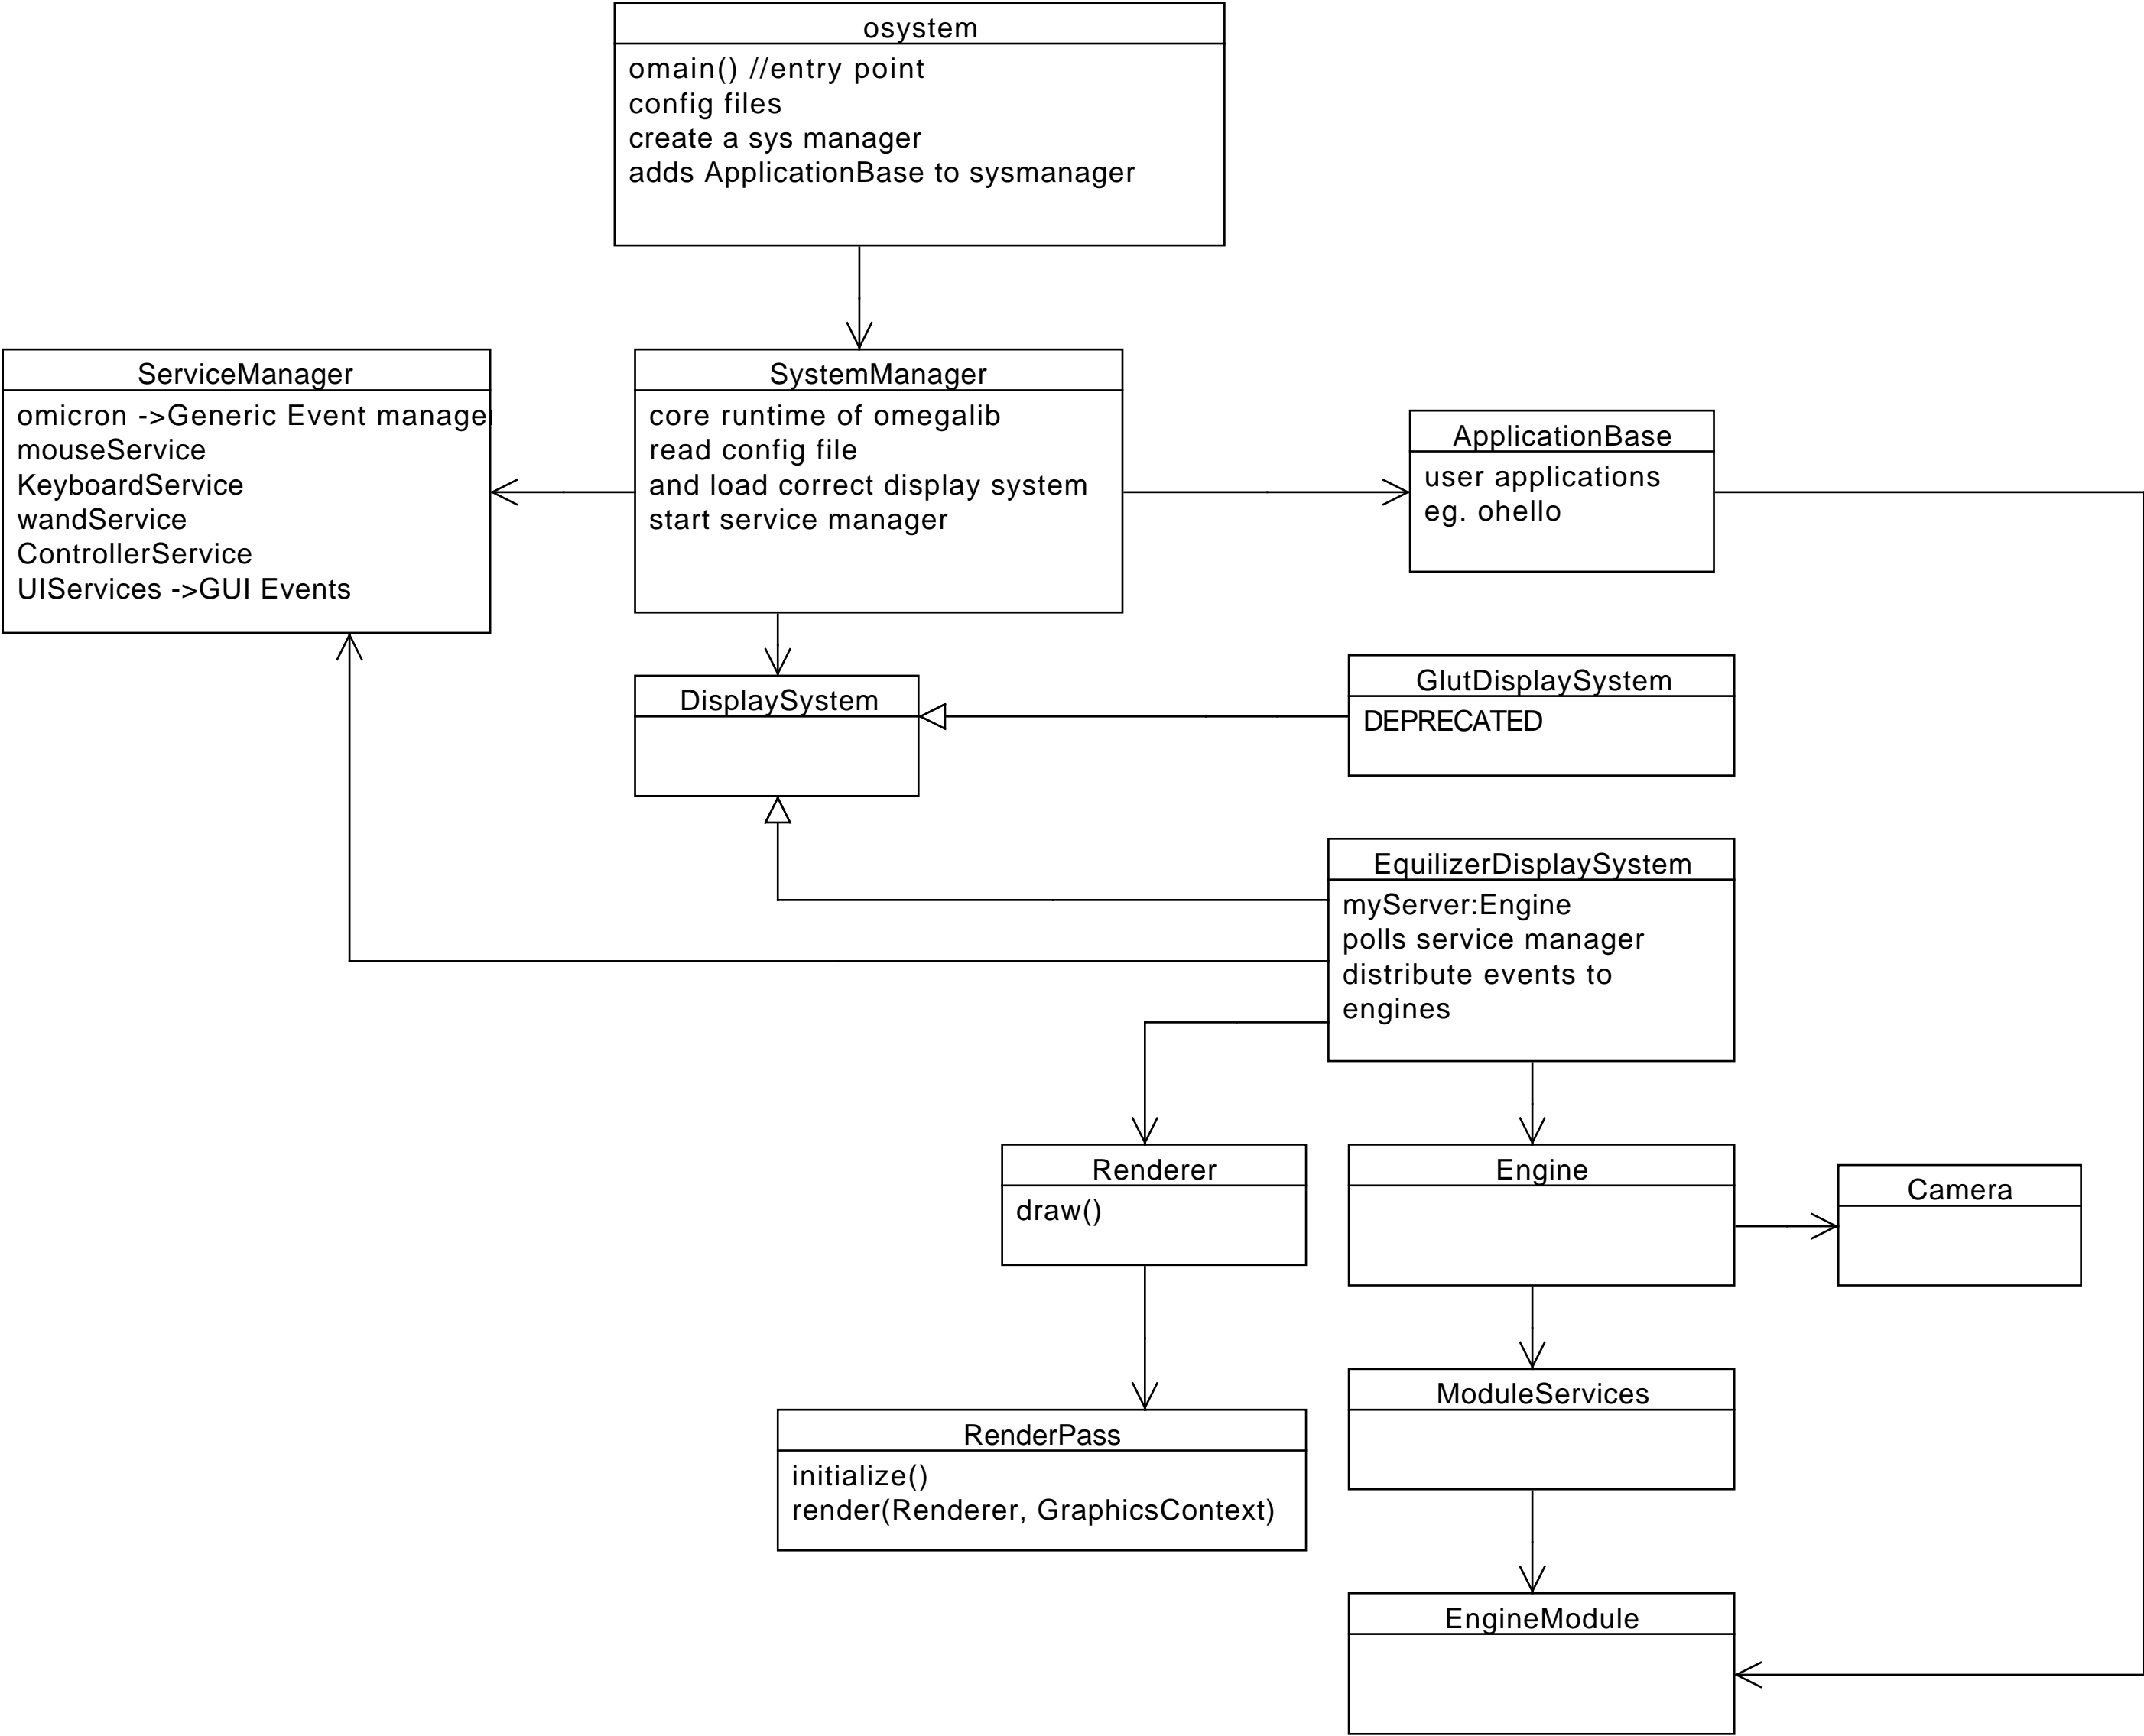 osystem
omain() //entry point
config files
create a sys manager
adds ApplicationBase to sysmanager
ServiceManager
omicron ->Generic Event manager
mouseService
KeyboardService
wandService
ControllerService
UIServices ->GUI Events
SystemManager
core runtime of omegalib
read config file
and load correct display system
start service manager
ApplicationBase
user applications
eg. ohello
DisplaySystem
GlutDisplaySystem
DEPRECATED
EquilizerDisplaySystem
myServer:Engine
polls service manager
distribute events to
engines
Renderer
draw()
Engine
Camera
RenderPass
initialize()
render(Renderer, GraphicsContext)
ModuleServices
EngineModule